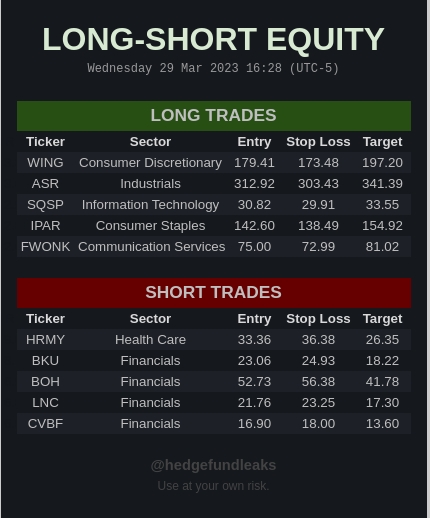 LONG-SHORT EQUITY
Wednesday 29 Mar 2023 16:28 (UTC-5)
LONG TRADES
Ticker Sector Entry Stop Loss Target
WING Consumer Discretionary 179.41 173.48 197.20
ASR Industrials 312.92 303.43 341.39
SQSP Information Technology 30.82 29.91 33.55
IPAR Consumer Staples 142.60 138.49 154.92
FWONK Communication Services 75.00 72.99 81.02
SHORT TRADES
Ticker Sector Entry Stop Loss Target
HRMY Health Care 33.36 36.38 26.35
BKU Financials 23.06 24.93 18.22
BOH Financials 52.73 56.38 41.78
LNC Financials 21.76 23.25 17.30
CVBF Financials 16.90 18.00 13.60
@hedgefundleaks
Use at your own risk.